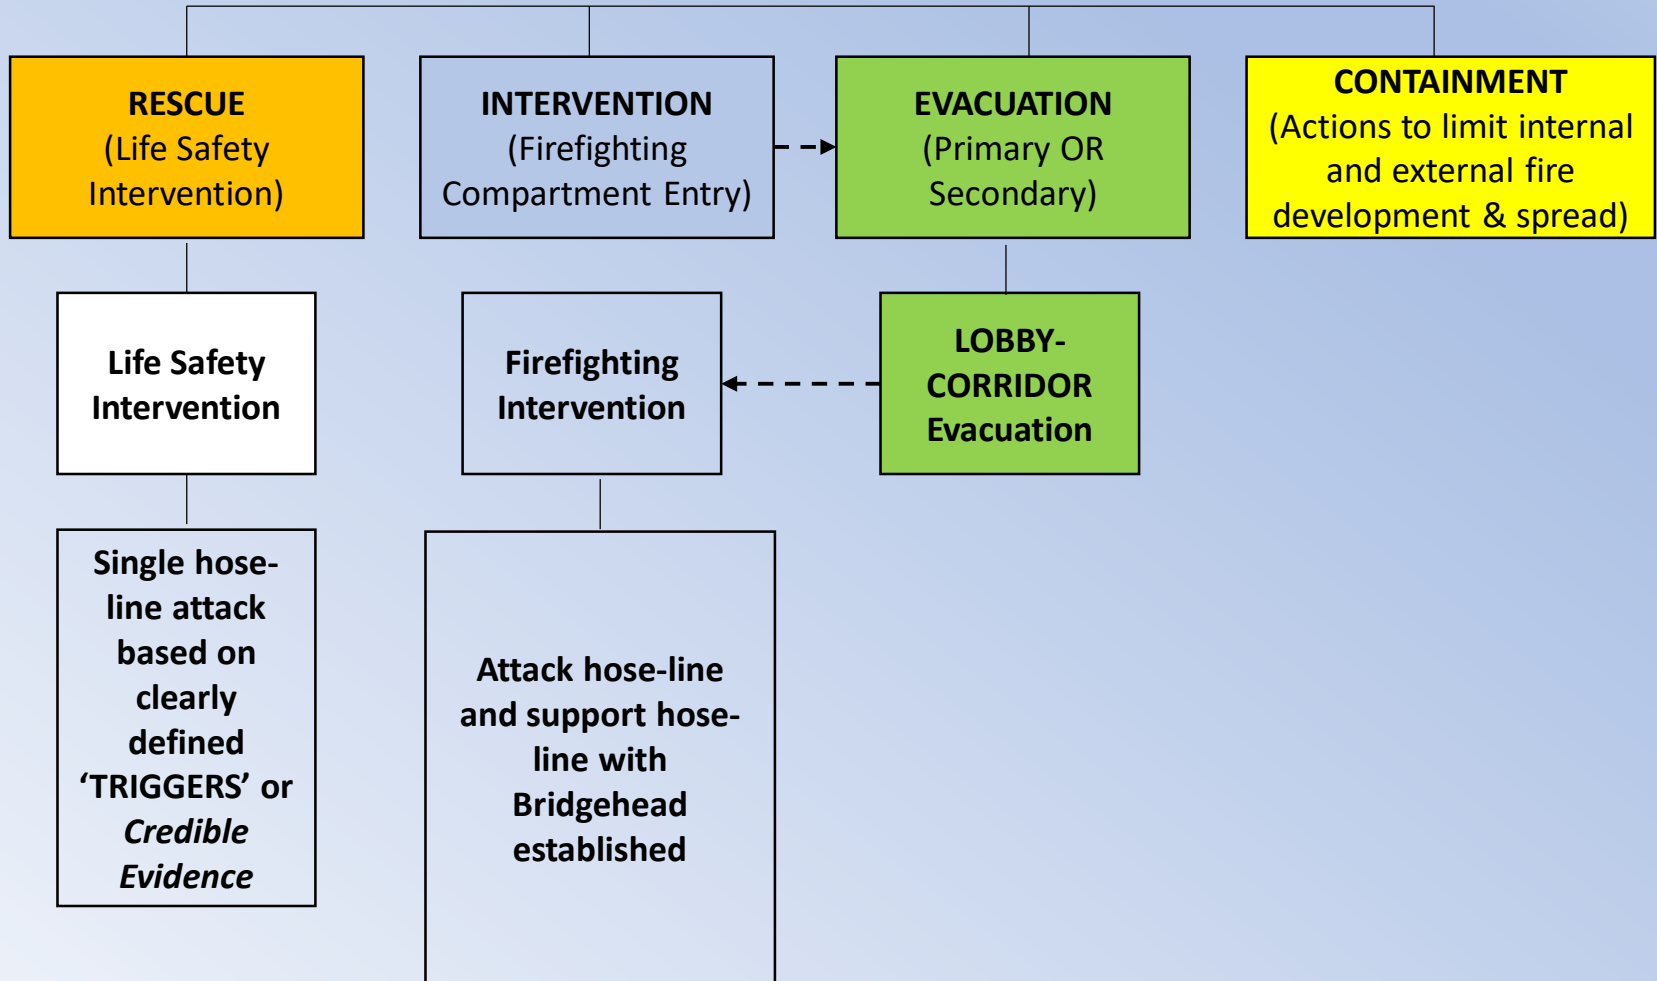 RESCUE
(Life Safety
Intervention)
INTERVENTION
(Firefighting
Compartment Entry)
EVACUATION
(Primary OR
Secondary)
CONTAINMENT
(Actions to limit internal
and external fire
development & spread)
Life Safety
Intervention
Firefighting
Intervention
LOBBY-
CORRIDOR
Evacuation
Single hose-
line attack
based on
clearly
defined
‘TRIGGERS’ or
Credible
Evidence
Attack hose-line
and support hose-
line with
Bridgehead
established